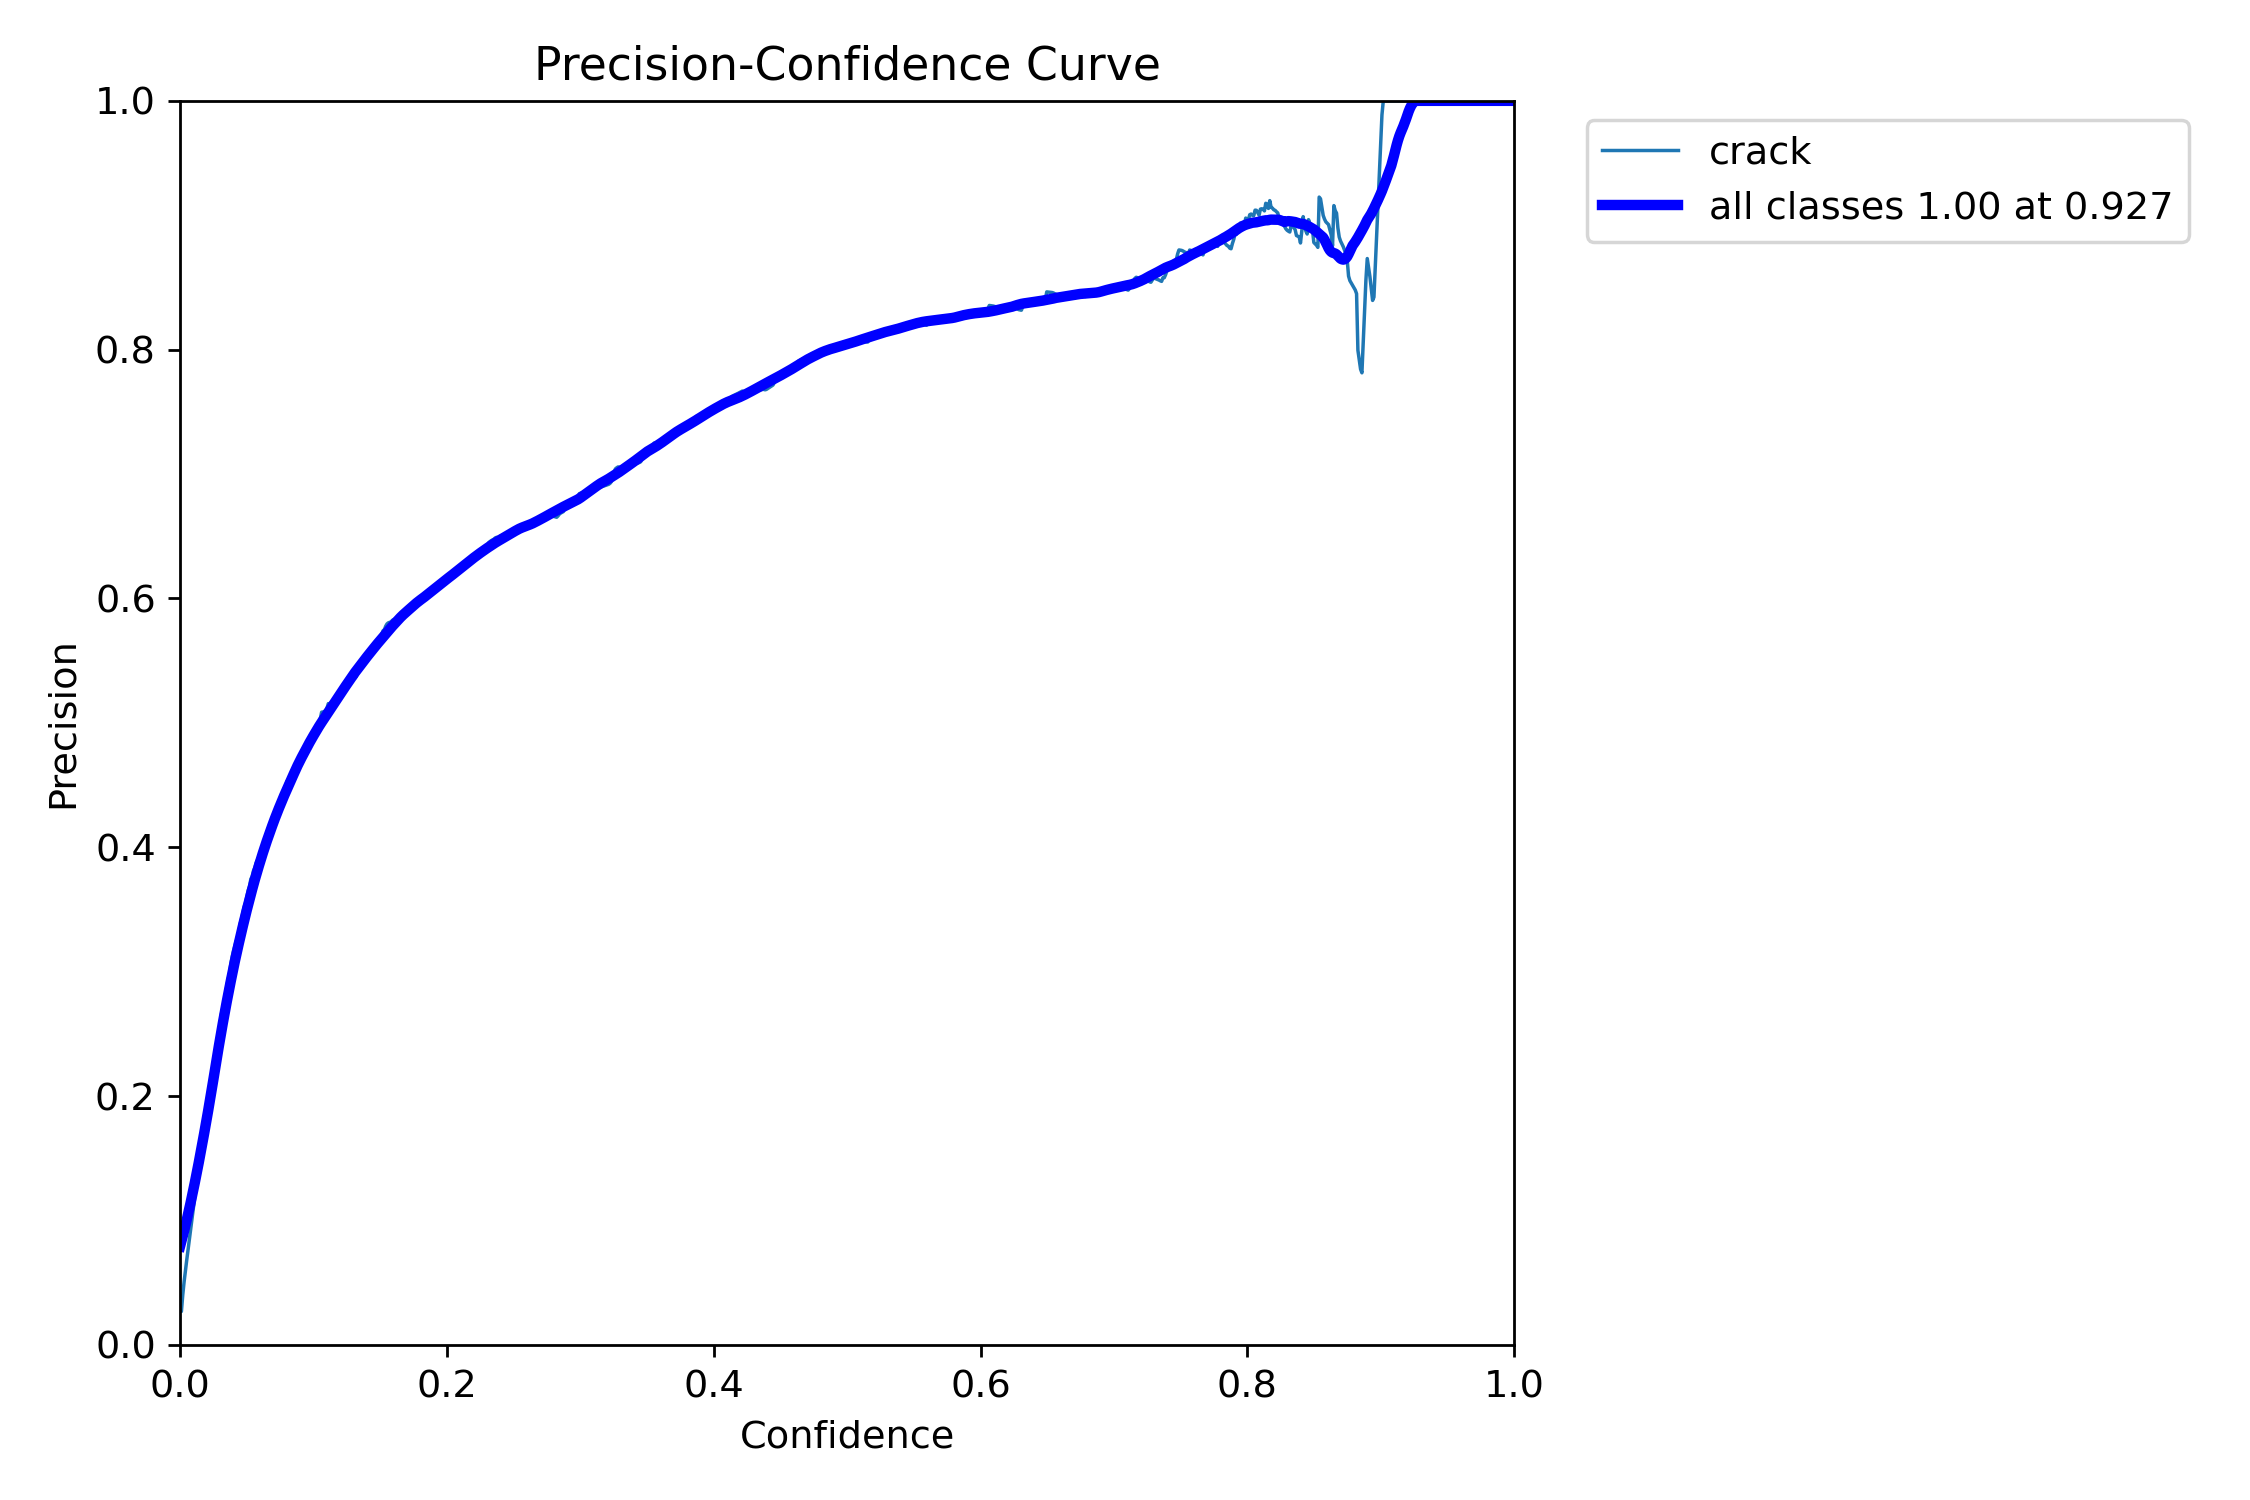 Precision-Confidence Curve
crack
all classes 1.00 at 0.927
1.0
0.8
0.6
0.4
0.2
0.0
Precision
0.0 0.2 0.4 0.6 0.8 1.0
Confidence